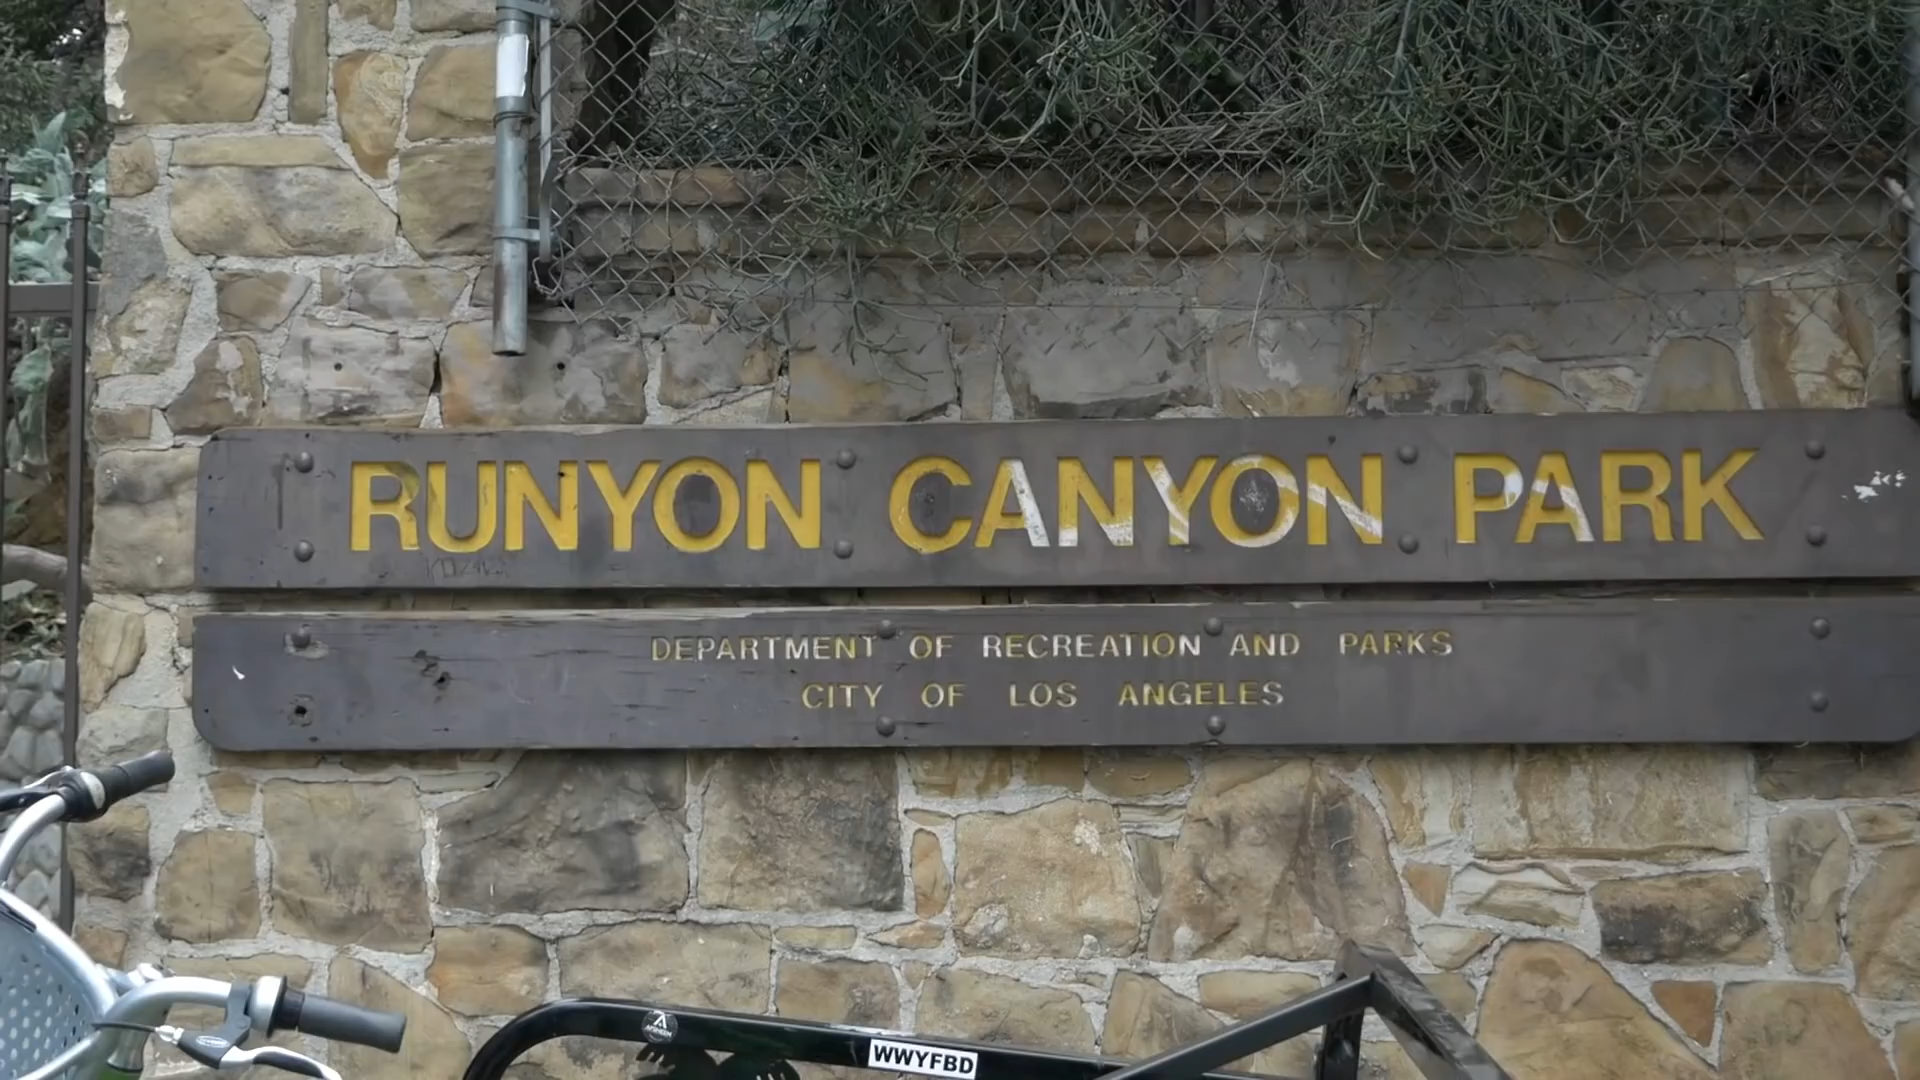 RUNYON CANYON PARK
DEPARTMENT OF RECREATION AND PARKS
CITY OF LOS ANGELES
WWYFBD